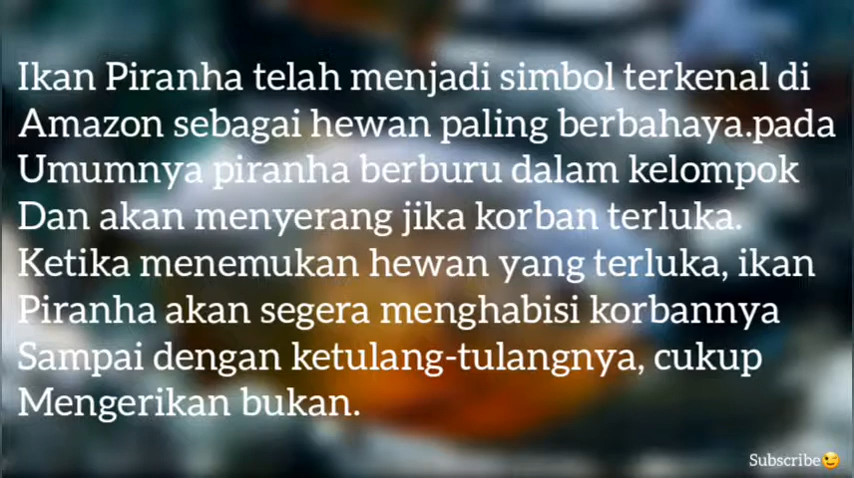 Ikan Piranha telah menjadi simbol terkenal di
Amazon sebagai hewan paling berbahaya.pada
Umumnya piranha berburu dalam kelompok
Dan akan menyerang jika korban terluka.
Ketika menemukan hewan yang terluka, ikan
Piranha akan segera menghabisi korbannya
Sampai dengan ketulang-tulangnya, cukup
Mengerikan bukan.
Subscribe😉